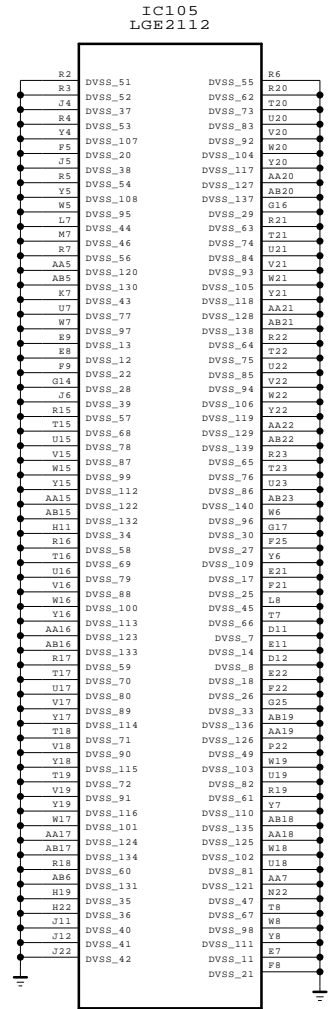 IC105
LGE2112
R2 DVSS_51 DVSS_55 R6
R3 DVSS_52 DVSS_62 R20
J4 DVSS_37 DVSS_73 T20
R4 DVSS_53 DVSS_83 U20
Y4 DVSS_107 DVSS_92 V20
F5 DVSS_20 DVSS_104 W20
J5 DVSS_38 DVSS_117 Y20
R5 DVSS_54 DVSS_127 AA20
Y5 DVSS_108 DVSS_137 AB20
W5 DVSS_95 DVSS_29 G16
L7 DVSS_44 DVSS_63 R21
M7 DVSS_46 DVSS_74 T21
R7 DVSS_56 DVSS_84 U21
AA5 DVSS_120 DVSS_93 V21
AB5 DVSS_130 DVSS_105 W21
K7 DVSS_43 DVSS_118 Y21
U7 DVSS_77 DVSS_128 AA21
W7 DVSS_97 DVSS_138 AB21
E9 DVSS_13 DVSS_64 R22
E8 DVSS_12 DVSS_75 T22
F9 DVSS_22 DVSS_85 U22
G14 DVSS_28 DVSS_94 V22
J6 DVSS_39 DVSS_106 W22
R15 DVSS_57 DVSS_119 Y22
T15 DVSS_68 DVSS_129 AA22
U15 DVSS_78 DVSS_139 AB22
V15 DVSS_87 DVSS_65 R23
W15 DVSS_99 DVSS_76 T23
Y15 DVSS_112 DVSS_86 U23
AA15 DVSS_122 DVSS_140 AB23
AB15 DVSS_132 DVSS_96 W6
H11 DVSS_34 DVSS_30 G17
R16 DVSS_58 DVSS_27 F25
T16 DVSS_69 DVSS_109 Y6
U16 DVSS_79 DVSS_17 E21
V16 DVSS_88 DVSS_25 F21
W16 DVSS_100 DVSS_45 L8
Y16 DVSS_113 DVSS_66 T7
AA16 DVSS_123 DVSS_7 D11
AB16 DVSS_133 DVSS_14 E11
R17 DVSS_59 DVSS_8 D12
T17 DVSS_70 DVSS_18 E22
U17 DVSS_80 DVSS_26 F22
V17 DVSS_89 DVSS_33 G25
Y17 DVSS_114 DVSS_136 AB19
T18 DVSS_71 DVSS_126 AA19
V18 DVSS_90 DVSS_49 P22
Y18 DVSS_115 DVSS_103 W19
T19 DVSS_72 DVSS_82 U19
V19 DVSS_91 DVSS_61 R19
Y19 DVSS_116 DVSS_110 Y7
W17 DVSS_101 DVSS_135 AB18
AA17 DVSS_124 DVSS_125 AA18
AB17 DVSS_134 DVSS_102 W18
R18 DVSS_60 DVSS_81 U18
AB6 DVSS_131 DVSS_121 AA7
H19 DVSS_35 DVSS_47 N22
H22 DVSS_36 DVSS_67 T8
J11 DVSS_40 DVSS_98 W8
J12 DVSS_41 DVSS_111 Y8
J22 DVSS_42 DVSS_11 E7
DVSS_21 F8